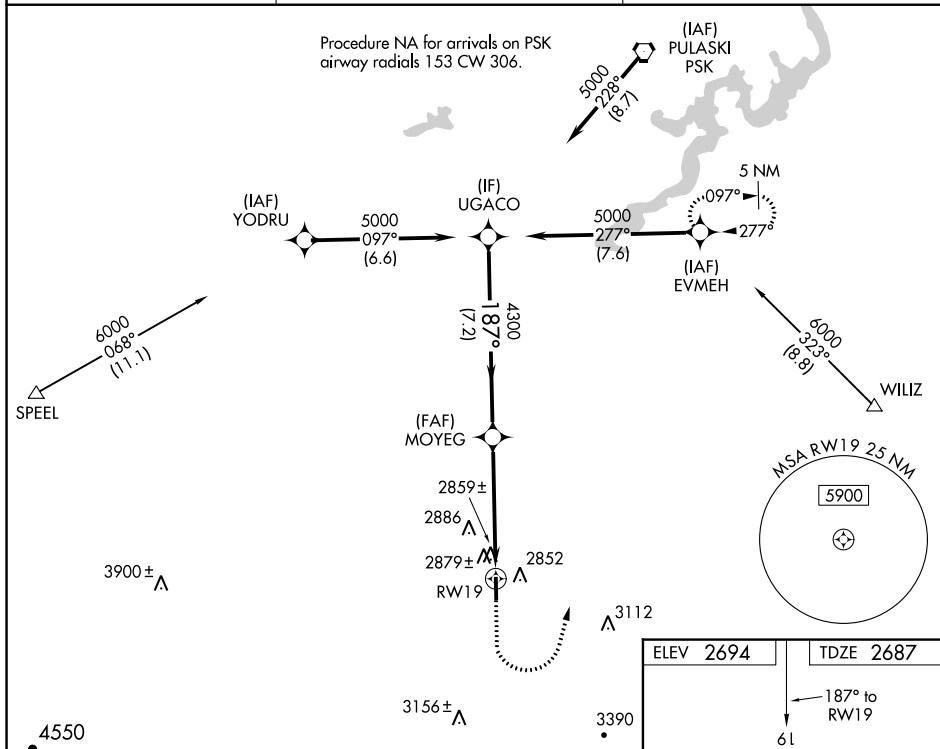 Procedure NA for arrivals on PSK
airway radials 153 CW 306.
(IAF)
PULASKI
PSK
5000
228°
(8.7)
5 NM
097°
277°
(IAF)
YODRU
(IF)
UGACO
5000
097°
(6.6)
5000
277°
(7.6)
(IAF)
EVMEH
4300
187°
(7.2)
6000
068°
(11.1)
SPEEL
6000
323°
(8.8)
WILIZ
(FAF)
MOYEG
MSA RW19 25 NM
5900
2859±
2886
2879±
2852
RW19
3900±
3112
3156±
3390
4550
ELEV 2694
TDZE 2687
187° to
RW19
19